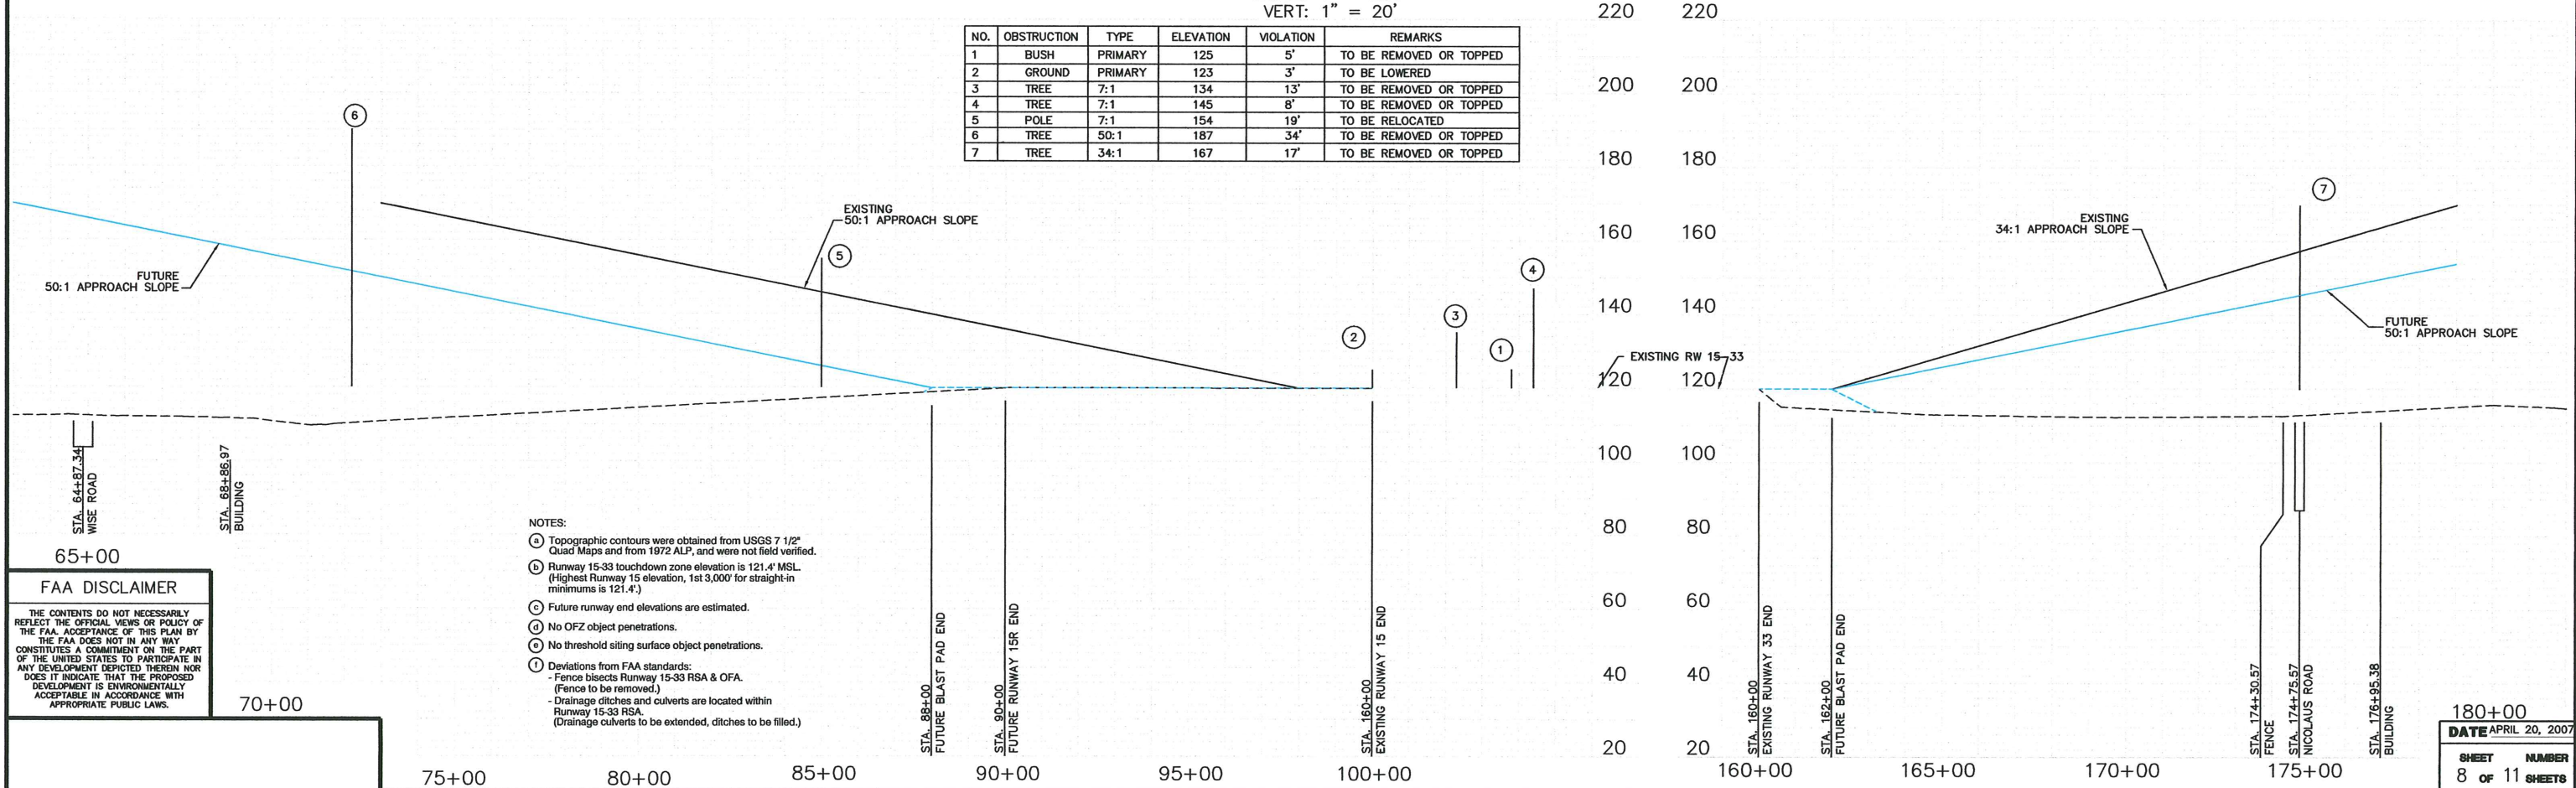 VERT: 1" = 20'
NO. OBSTRUCTION TYPE ELEVATION VIOLATION REMARKS
1 BUSH PRIMARY 125 5' TO BE REMOVED OR TOPPED
2 GROUND PRIMARY 123 3' TO BE LOWERED
3 TREE 7:1 134 13' TO BE REMOVED OR TOPPED
4 TREE 7:1 145 8' TO BE REMOVED OR TOPPED
5 POLE 7:1 154 19' TO BE RELOCATED
6 TREE 50:1 187 34' TO BE REMOVED OR TOPPED
7 TREE 34:1 167 17' TO BE REMOVED OR TOPPED
220 220
200 200
180 180
160 160
140 140
120 120
100 100
80 80
60 60
40 40
20 20
6
EXISTING
50:1 APPROACH SLOPE
5
FUTURE
50:1 APPROACH SLOPE
2
3
1
4
EXISTING RW 15-33
7
EXISTING
34:1 APPROACH SLOPE
FUTURE
50:1 APPROACH SLOPE
STA. 64+87.34
WISE ROAD
STA. 68+86.97
BUILDING
65+00
FAA DISCLAIMER
THE CONTENTS DO NOT NECESSARILY
REFLECT THE OFFICIAL VIEWS OR POLICY OF
THE FAA. ACCEPTANCE OF THIS PLAN BY
THE FAA DOES NOT IN ANY WAY
CONSTITUTES A COMMITMENT ON THE PART
OF THE UNITED STATES TO PARTICIPATE IN
ANY DEVELOPMENT DEPICTED THEREIN NOR
DOES IT INDICATE THAT THE PROPOSED
DEVELOPMENT IS ENVIRONMENTALLY
ACCEPTABLE IN ACCORDANCE WITH
APPROPRIATE PUBLIC LAWS.
70+00
NOTES:
a Topographic contours were obtained from USGS 7 1/2"
Quad Maps and from 1972 ALP, and were not field verified.
b Runway 15-33 touchdown zone elevation is 121.4' MSL.
(Highest Runway 15 elevation, 1st 3,000' for straight-in
minimums is 121.4'.)
c Future runway end elevations are estimated.
d No OFZ object penetrations.
e No threshold siting surface object penetrations.
f Deviations from FAA standards:
- Fence bisects Runway 15-33 RSA & OFA.
(Fence to be removed.)
- Drainage ditches and culverts are located within
Runway 15-33 RSA.
(Drainage culverts to be extended, ditches to be filled.)
STA. 88+00
FUTURE BLAST PAD END
STA. 90+00
FUTURE RUNWAY 15R END
STA. 160+00
EXISTING RUNWAY 15 END
STA. 160+00
EXISTING RUNWAY 33 END
STA. 162+00
FUTURE BLAST PAD END
STA. 174+30.57
FENCE
STA. 174+75.57
NICOLAUS ROAD
STA. 176+95.38
BUILDING
75+00 80+00 85+00 90+00 95+00 100+00 160+00 165+00 170+00 175+00
180+00
DATE APRIL 20, 2007
SHEET NUMBER
8 OF 11 SHEETS